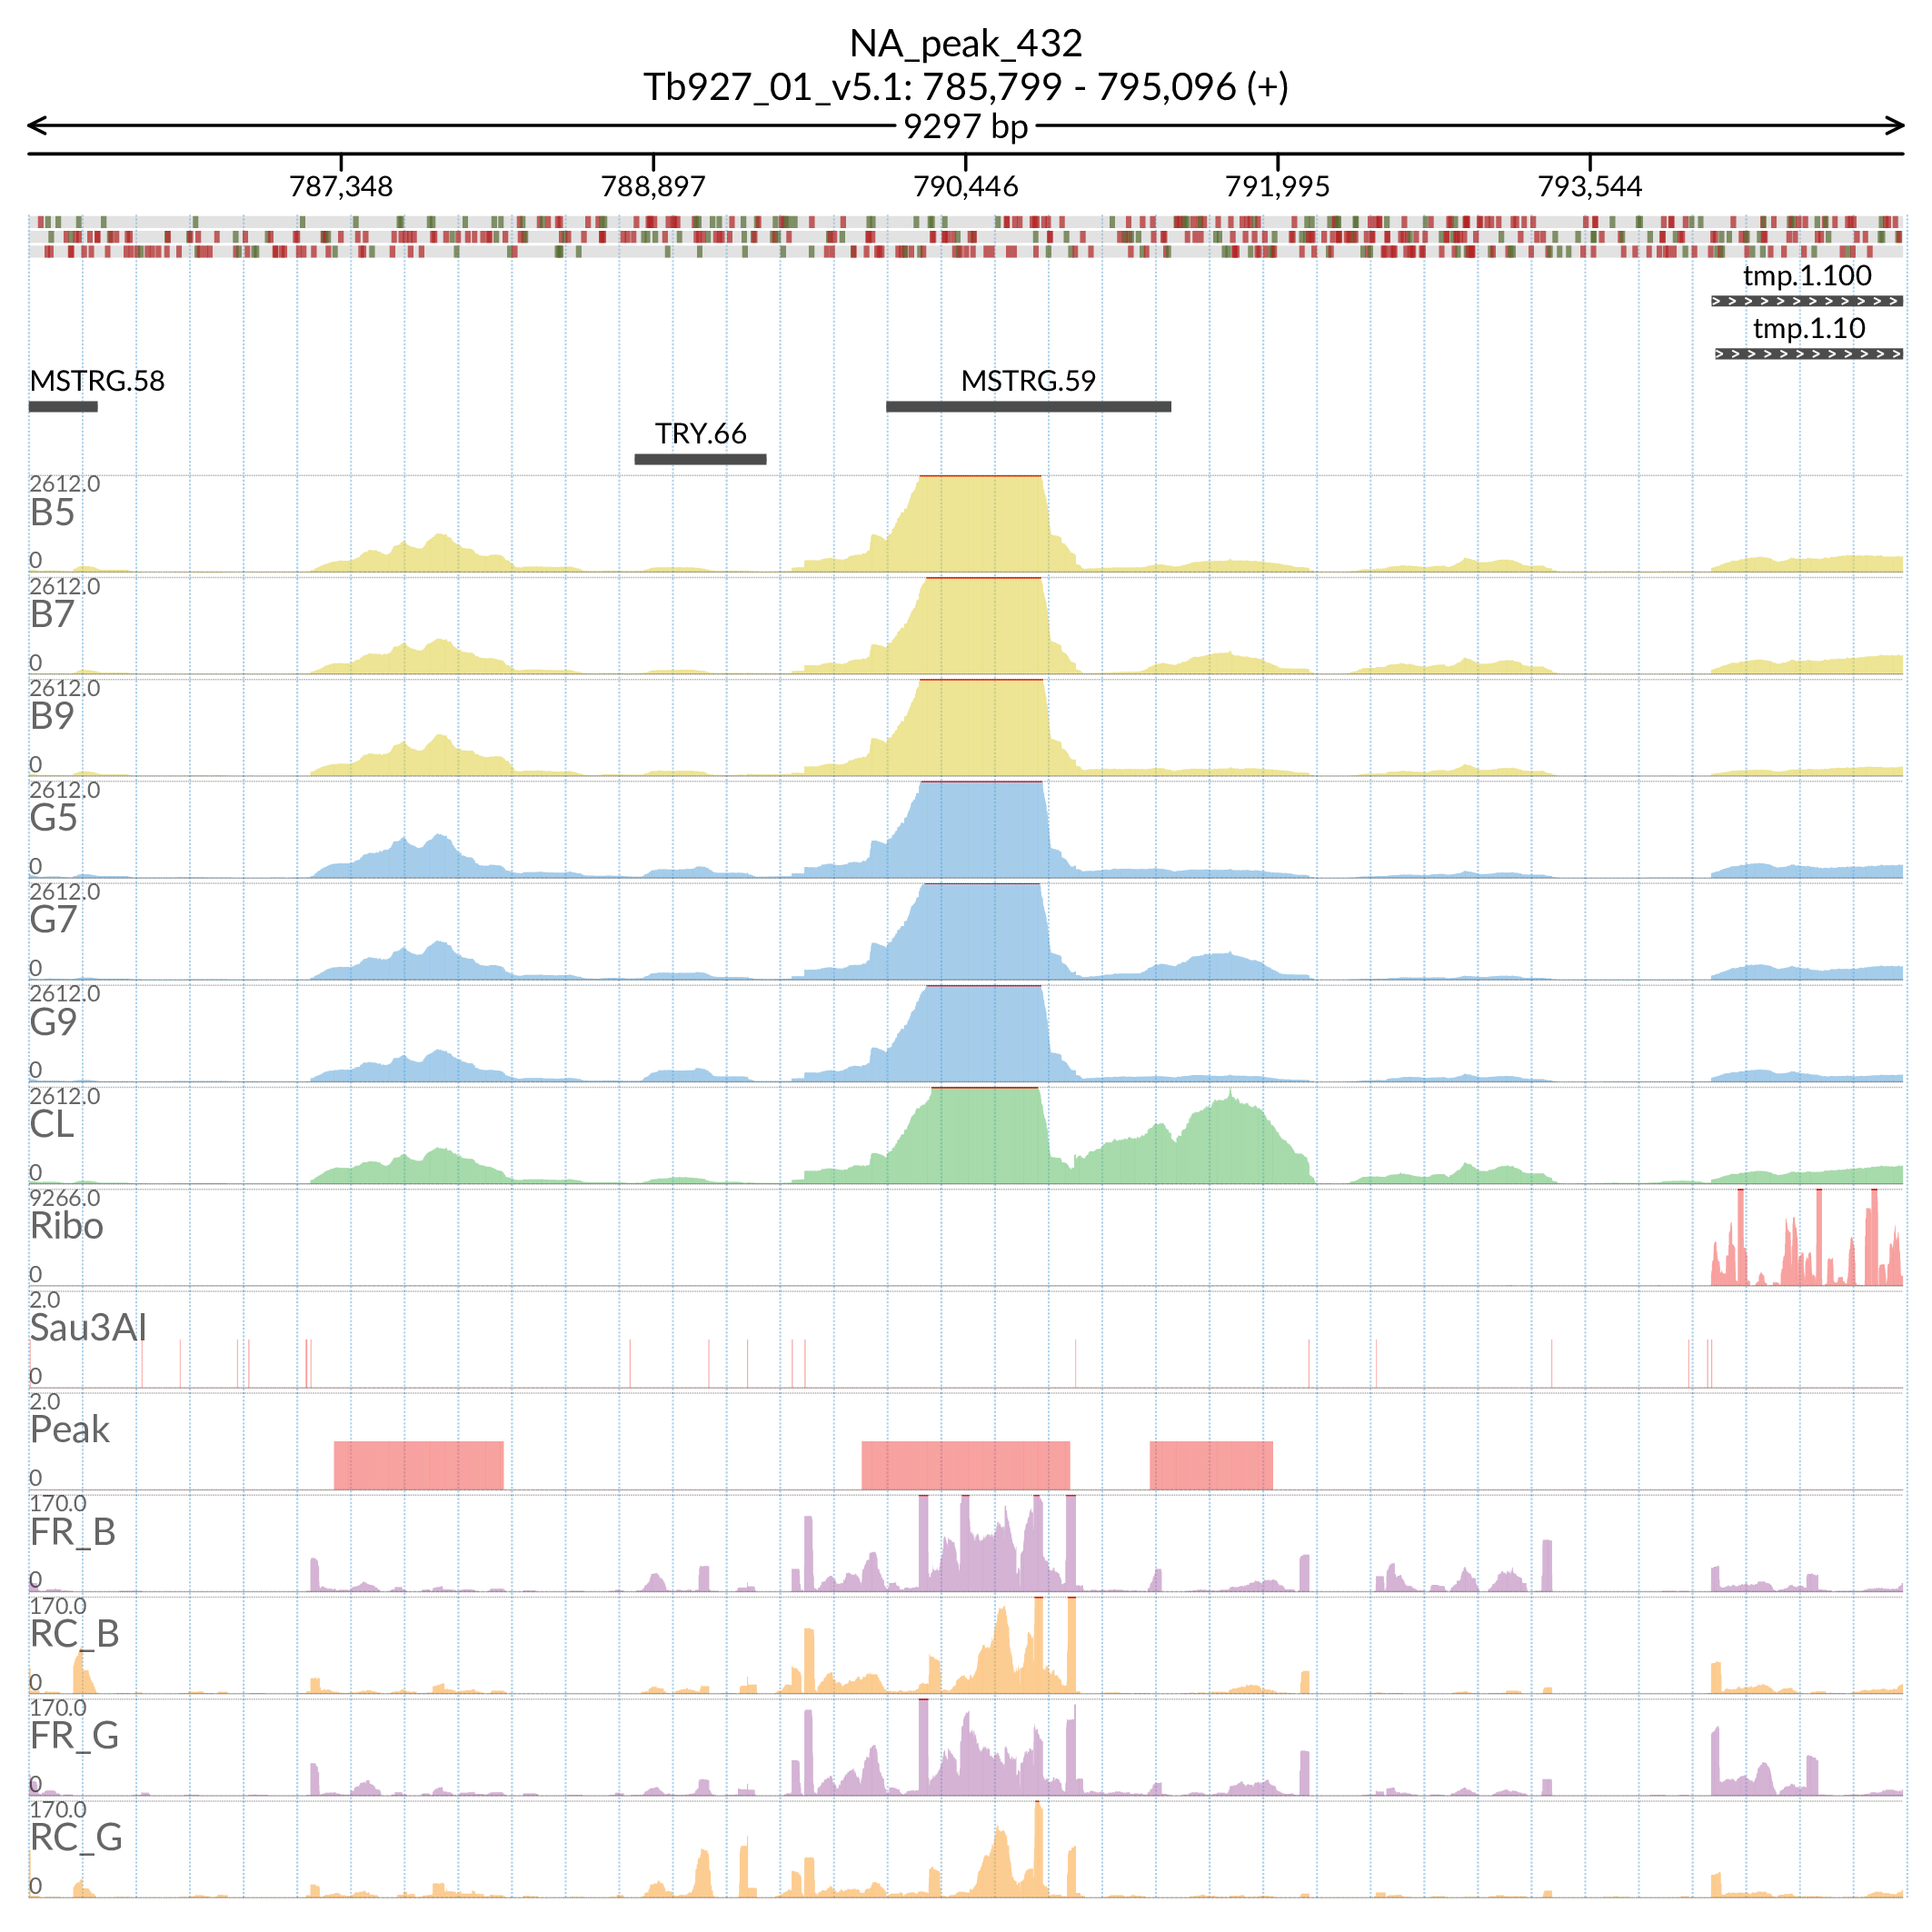 NA_peak_432
Tb927_01_v5.1: 785,799 - 795,096 (+)
9297 bp
787,348 788,897 790,446 791,995 793,544
tmp.1.100
tmp.1.10
MSTRG.58 MSTRG.59
TRY.66
2612.0
B5
0
2612.0
B7
0
2612.0
B9
0
2612.0
G5
0
2612.0
G7
0
2612.0
G9
0
2612.0
CL
0
9266.0
Ribo
0
2.0
Sau3AI
0
2.0
Peak
0
170.0
FR_B
0
170.0
RC_B
0
170.0
FR_G
0
170.0
RC_G
0